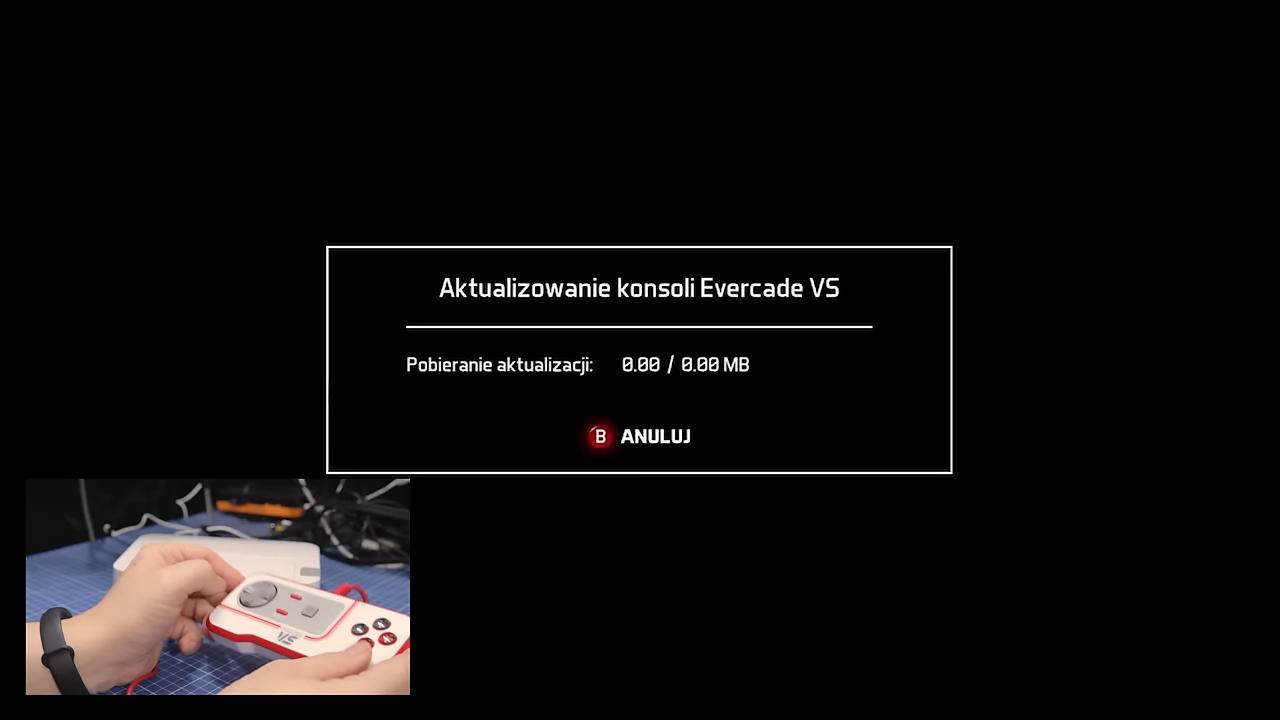 Aktualizowanie konsoli Evercade VS
Pobieranie aktualizacji: 0.00 / 0.00 MB
B ANULUJ
VS